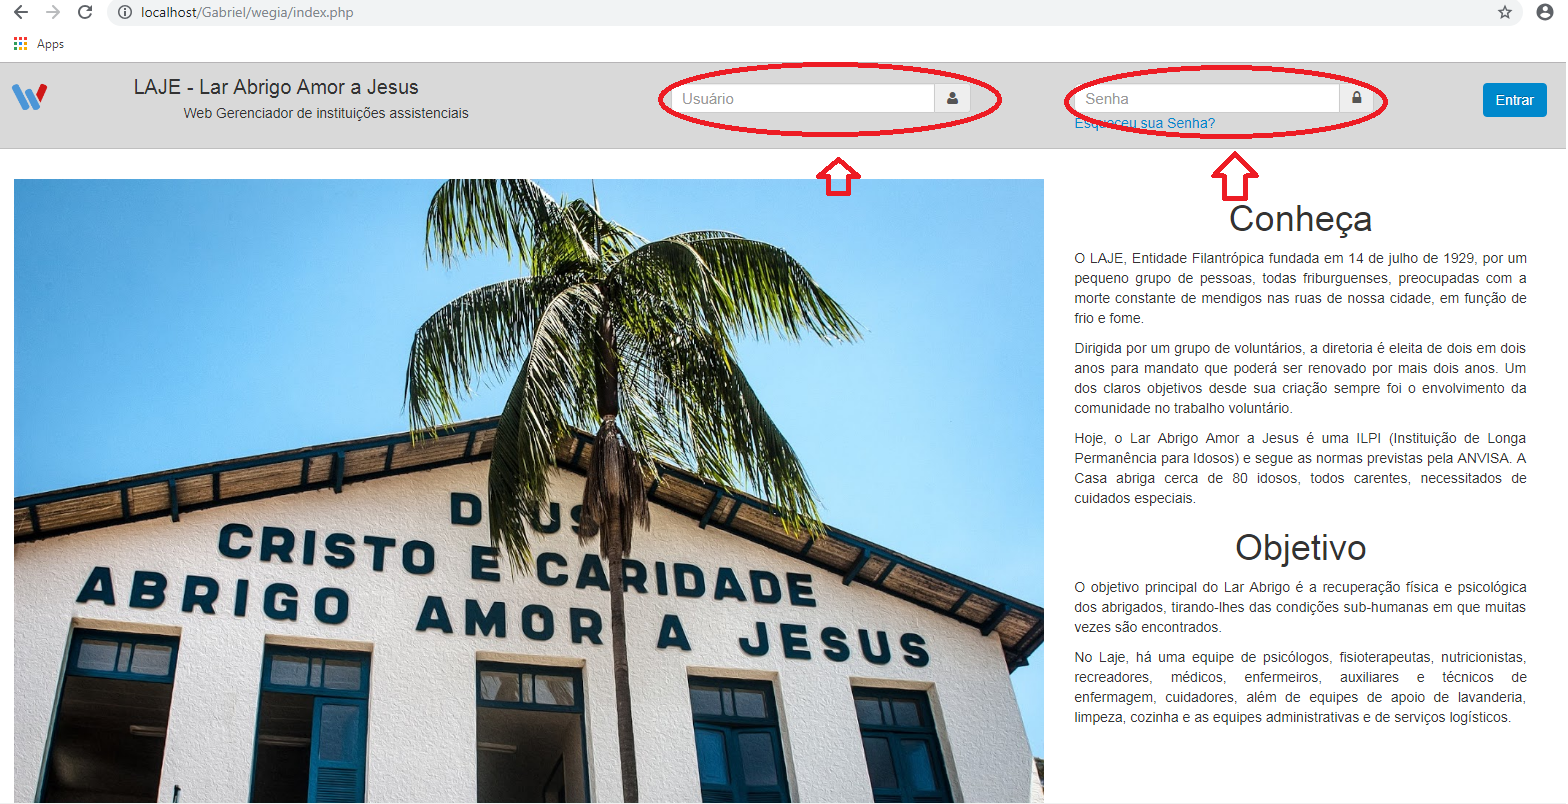 localhost/Gabriel/wegia/index.php
Apps
LAJE - Lar Abrigo Amor a Jesus
Web Gerenciador de instituições assistenciais
Usuário
Senha
Esqueceu sua Senha?
Entrar
DEUS
CRISTO E CARIDADE
ABRIGO AMOR A JESUS
Conheça
O LAJE, Entidade Filantrópica fundada em 14 de julho de 1929, por um
pequeno grupo de pessoas, todas friburguenses, preocupadas com a
morte constante de mendigos nas ruas de nossa cidade, em função de
frio e fome.
Dirigida por um grupo de voluntários, a diretoria é eleita de dois em dois
anos para mandato que poderá ser renovado por mais dois anos. Um
dos claros objetivos desde sua criação sempre foi o envolvimento da
comunidade no trabalho voluntário.
Hoje, o Lar Abrigo Amor a Jesus é uma ILPI (Instituição de Longa
Permanência para Idosos) e segue as normas previstas pela ANVISA. A
Casa abriga cerca de 80 idosos, todos carentes, necessitados de
cuidados especiais.
Objetivo
O objetivo principal do Lar Abrigo é a recuperação física e psicológica
dos abrigados, tirando-lhes das condições sub-humanas em que muitas
vezes são encontrados.
No Laje, há uma equipe de psicólogos, fisioterapeutas, nutricionistas,
recreadores, médicos, enfermeiros, auxiliares e técnicos de
enfermagem, cuidadores, além de equipes de apoio de lavanderia,
limpeza, cozinha e as equipes administrativas e de serviços logísticos.